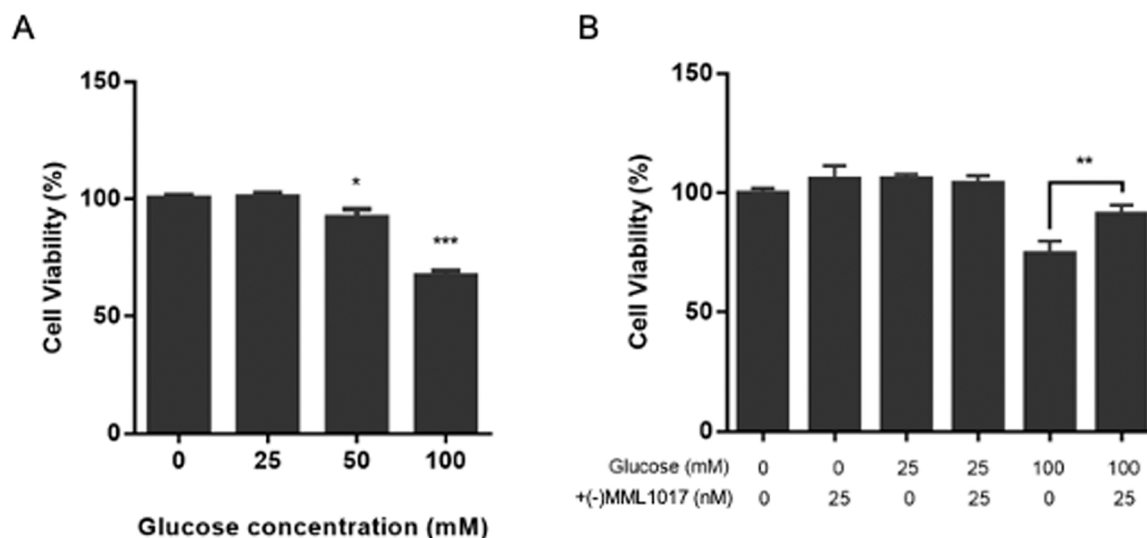 A
150
100
50
0
Cell Viability (%)
*
***
0 25 50 100
Glucose concentration (mM)
B
150
100
50
0
Cell Viability (%)
**
Glucose (mM) 0 0 25 25 100 100
+(-)MML1017 (nM) 0 25 0 25 0 25